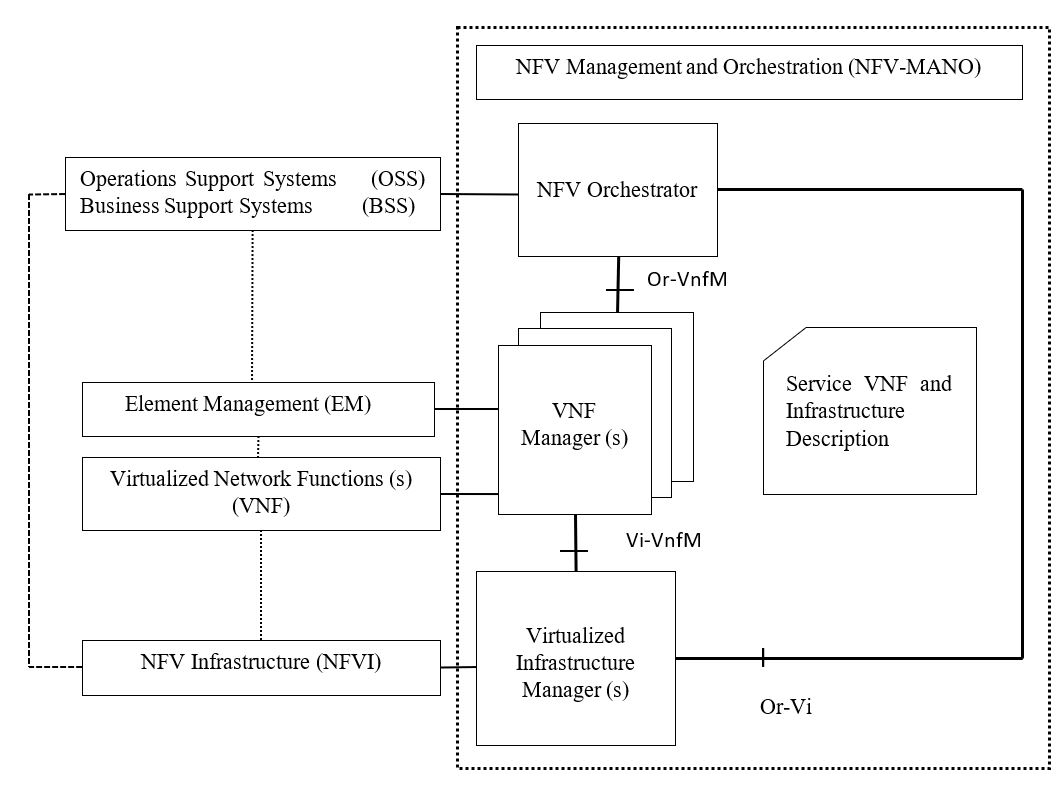 NFV Management and Orchestration (NFV-MANO)
Operations Support Systems (OSS)
Business Support Systems (BSS)
NFV Orchestrator
Or-VnfM
Element Management (EM)
VNF
Manager (s)
Service VNF and
Infrastructure
Description
Virtualized Network Functions (s)
(VNF)
Vi-VnfM
NFV Infrastructure (NFVI)
Virtualized
Infrastructure
Manager (s)
Or-Vi